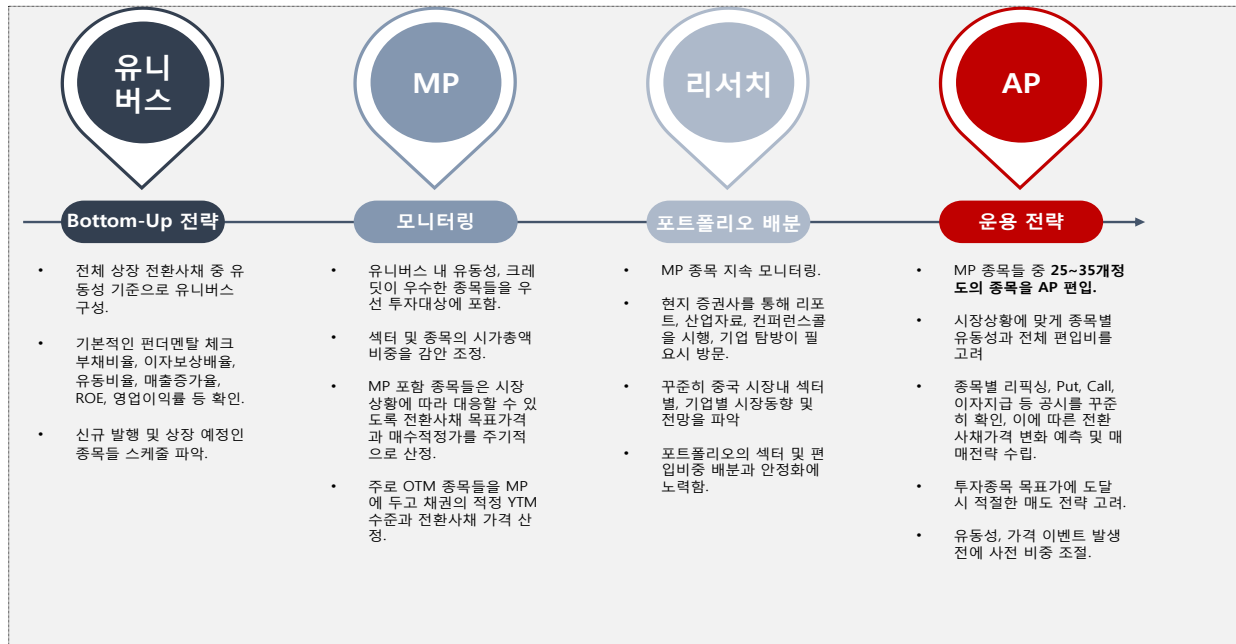 유니
버스
MP
리서치
AP
Bottom-Up 전략
모니터링
포트폴리오 배분
운용 전략
• 전체 상장 전환사채 중 유
동성 기준으로 유니버스
구성.
• 기본적인 펀더멘탈 체크
부채비율, 이자보상배율,
유동비율, 매출증가율,
ROE, 영업이익률 등 확인.
• 신규 발행 및 상장 예정인
종목들 스케줄 파악.
• 유니버스 내 유동성, 크레
딧이 우수한 종목들을 우
선 투자대상에 포함.
• 섹터 및 종목의 시가총액
비중을 감안 조정.
• MP 포함 종목들은 시장
상황에 따라 대응할 수 있
도록 전환사채 목표가격
과 매수적정가를 주기적
으로 산정.
• 주로 OTM 종목들을 MP
에 두고 채권의 적정 YTM
수준과 전환사채 가격 산
정.
• MP 종목 지속 모니터링.
• 현지 증권사를 통해 리포
트, 산업자료, 컨퍼런스콜
을 시행, 기업 탐방이 필
요시 방문.
• 꾸준히 중국 시장내 섹터
별, 기업별 시장동향 및
전망을 파악
• 포트폴리오의 섹터 및 편
입비중 배분과 안정화에
노력함.
• MP 종목들 중 25~35개정
도의 종목을 AP 편입.
• 시장상황에 맞게 종목별
유동성과 전체 편입비를
고려
• 종목별 리픽싱, Put, Call,
이자지급 등 공시를 꾸준
히 확인, 이에 따른 전환
사채가격 변화 예측 및 매
매전략 수립.
• 투자종목 목표가에 도달
시 적절한 매도 전략 고려.
• 유동성, 가격 이벤트 발생
전에 사전 비중 조절.